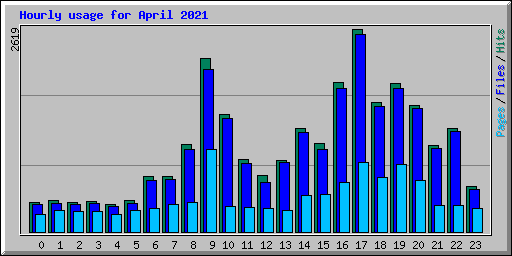 Hourly usage for April 2021
2619
Pages/Files/Hits
0 1 2 3 4 5 6 7 8 9 10 11 12 13 14 15 16 17 18 19 20 21 22 23